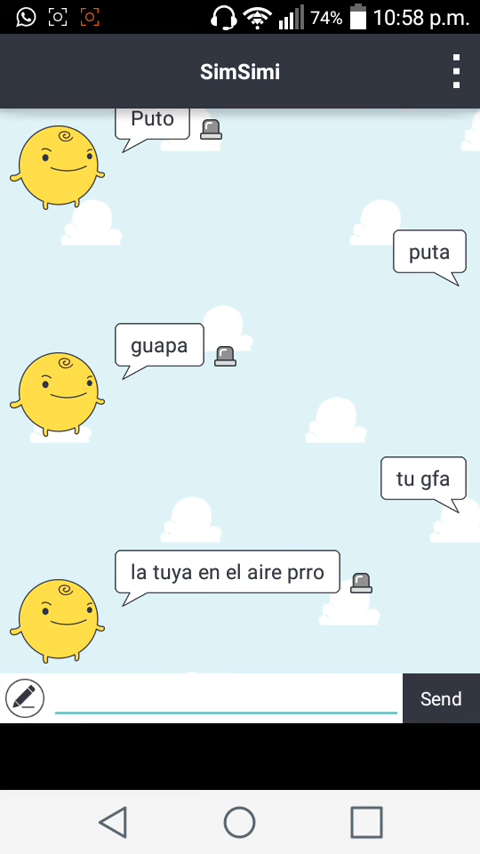 74% 10:58 p.m.
SimSimi
Puto
puta
guapa
tu gfa
la tuya en el aire prro
Send